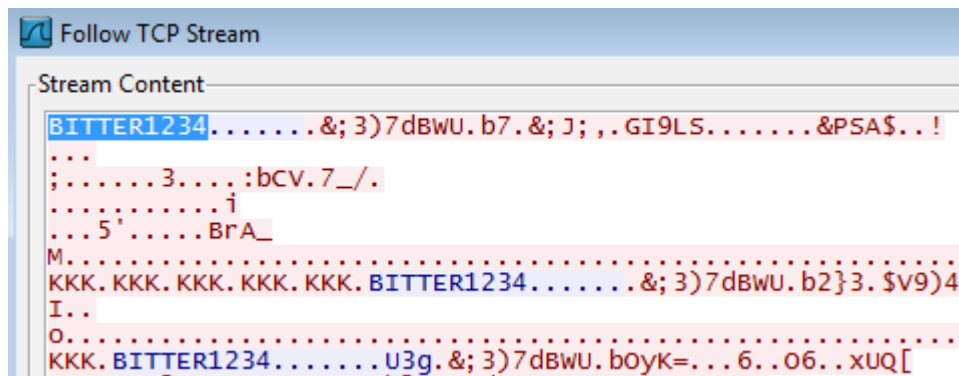 Follow TCP Stream
Stream Content
BITTER1234.......&;3)7dBWU.b7.&;J;,.GI9LS.......&PSA$..!
...
;......3....:bCV.7_/.
...........i
...5'.....BrA_
M.........................................................
KKK.KKK.KKK.KKK.KKK.BITTER1234.......&;3)7dBWU.b2}3.$V9)4
I..
O.........................................................
KKK.BITTER1234.......U3g.&;3)7dBWU.bOyK=...6..O6..xUQ[